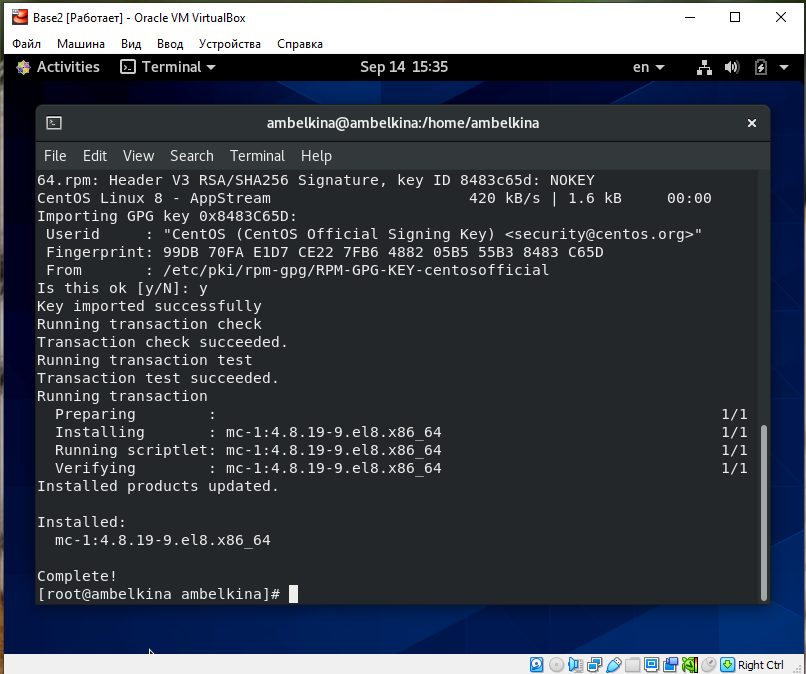 Base2 [Работает] - Oracle VM VirtualBox
Файл Машина Вид Ввод Устройства Справка
Activities Terminal Sep 14 15:35 en
ambelkina@ambelkina:/home/ambelkina
File Edit View Search Terminal Help
64.rpm: Header V3 RSA/SHA256 Signature, key ID 8483c65d: NOKEY
CentOS Linux 8 - AppStream 420 kB/s | 1.6 kB 00:00
Importing GPG key 0x8483C65D:
Userid : "CentOS (CentOS Official Signing Key) <security@centos.org>"
Fingerprint: 99DB 70FA E1D7 CE22 7FB6 4882 05B5 55B3 8483 C65D
From : /etc/pki/rpm-gpg/RPM-GPG-KEY-centosofficial
Is this ok [y/N]: y
Key imported successfully
Running transaction check
Transaction check succeeded.
Running transaction test
Transaction test succeeded.
Running transaction
Preparing : 1/1
Installing : mc-1:4.8.19-9.el8.x86_64 1/1
Running scriptlet: mc-1:4.8.19-9.el8.x86_64 1/1
Verifying : mc-1:4.8.19-9.el8.x86_64 1/1
Installed products updated.
Installed:
mc-1:4.8.19-9.el8.x86_64
Complete!
[root@ambelkina ambelkina]#
Right Ctrl